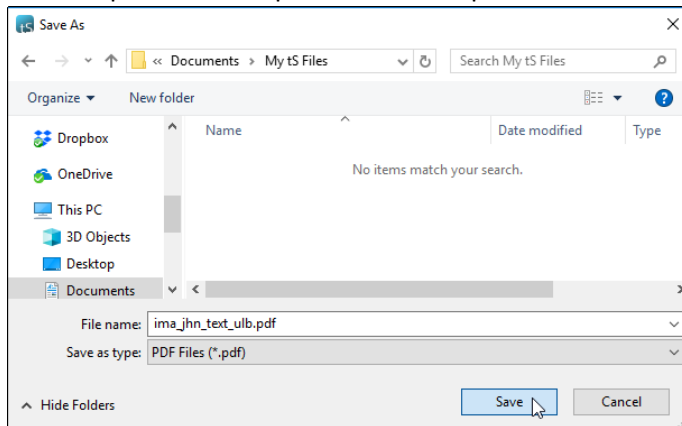 tS Save As
« Documents › My tS Files Search My tS Files
Organize New folder ?
Name Date modified Type
Dropbox
No items match your search.
OneDrive
This PC
3D Objects
Desktop
Documents
File name: ima_jhn_text_ulb.pdf
Save as type: PDF Files (*.pdf)
Hide Folders Save Cancel